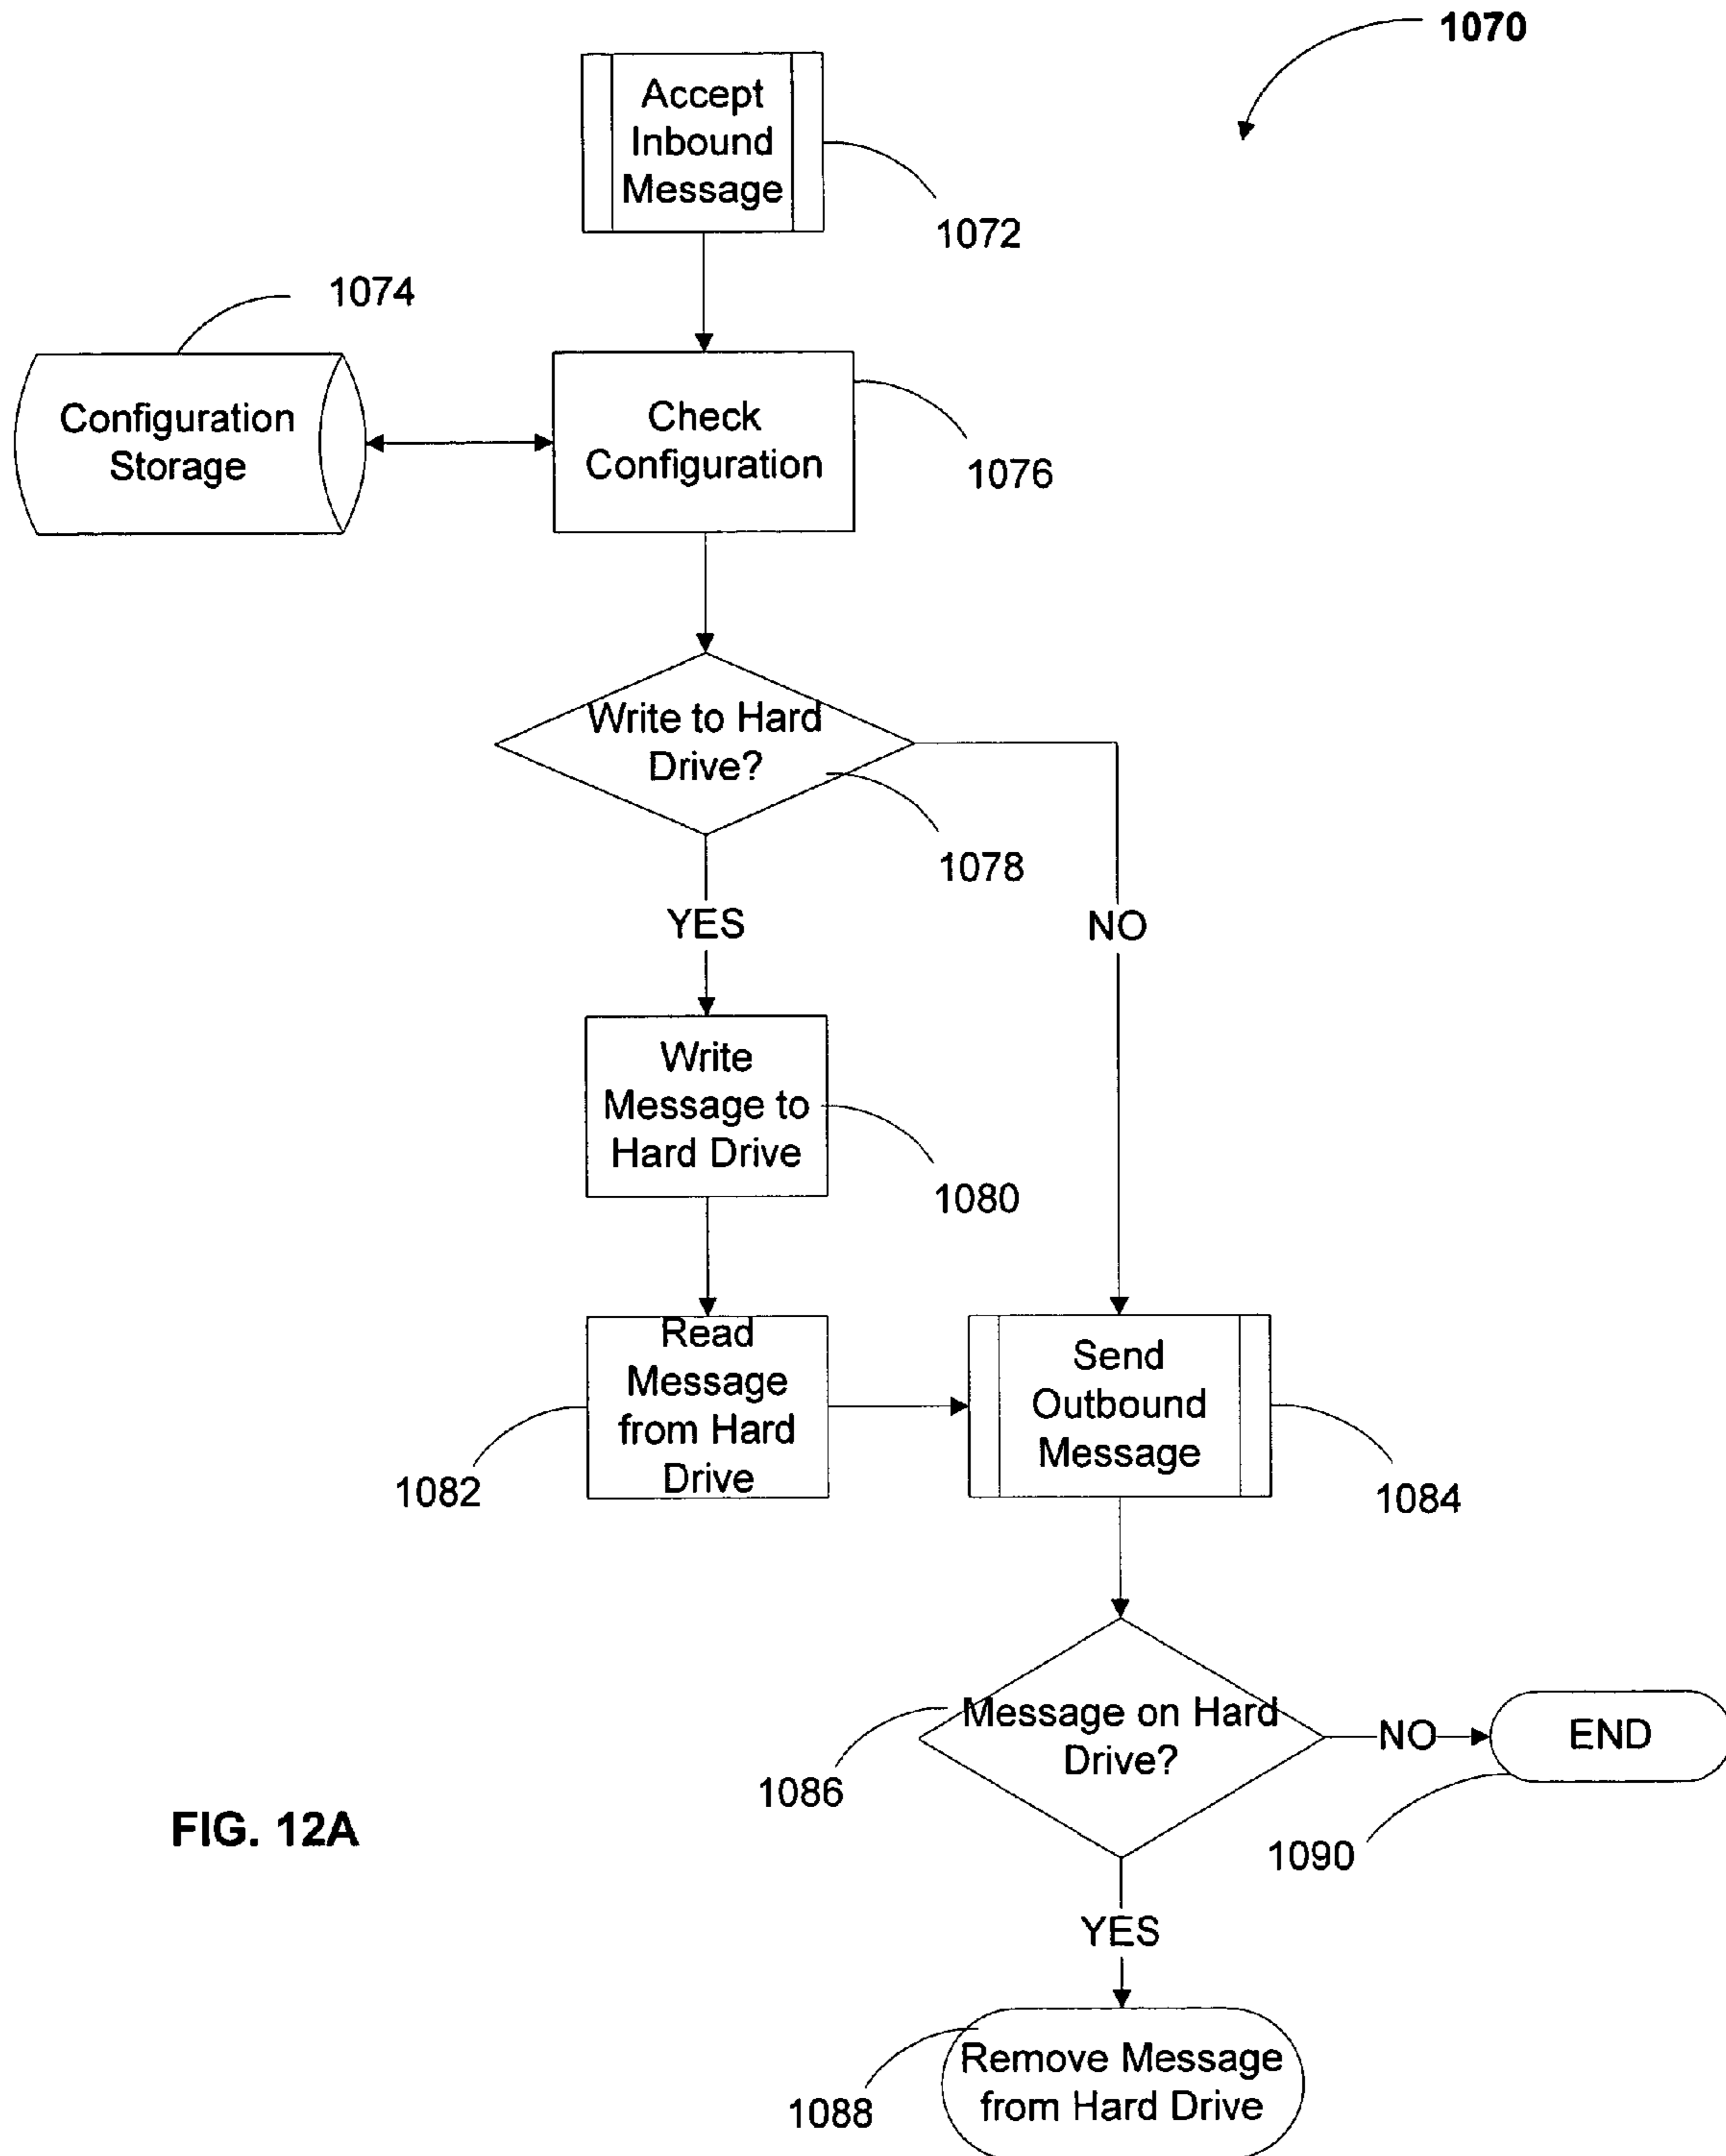 1070
Accept
Inbound
Message
1072
1074
Configuration
Storage
Check
Configuration
1076
Write to Hard
Drive?
1078
YES
NO
Write
Message to
Hard Drive
1080
Read
Message
from Hard
Drive
1082
Send
Outbound
Message
1084
Message on Hard
Drive?
1086
NO
END
1090
FIG. 12A
YES
Remove Message
from Hard Drive
1088